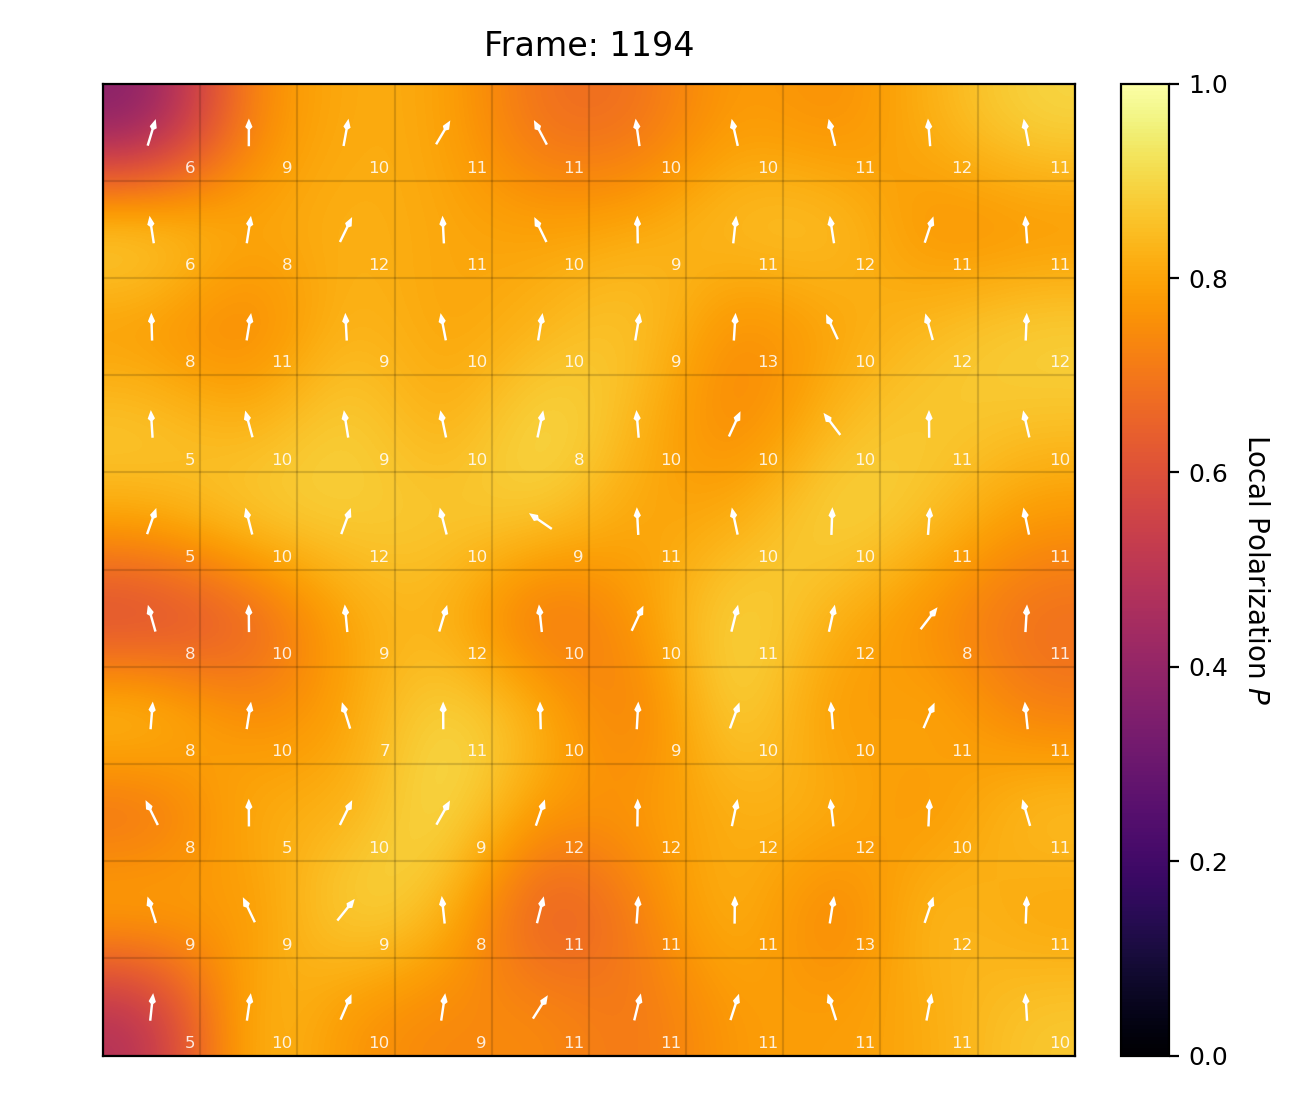 Frame: 1194
6 9 10 11 11 10 10 11 12 11
6 8 12 11 10 9 11 12 11 11
8 11 9 10 10 9 13 10 12 12
5 10 9 10 8 10 10 10 11 10
5 10 12 10 9 11 10 10 11 11
8 10 9 12 10 10 11 12 8 11
8 10 7 11 10 9 10 10 11 11
8 5 10 9 12 12 12 12 10 11
9 9 9 8 11 11 11 13 12 11
5 10 10 9 11 11 11 11 11 10
1.0
0.8
0.6
0.4
0.2
0.0
Local Polarization P